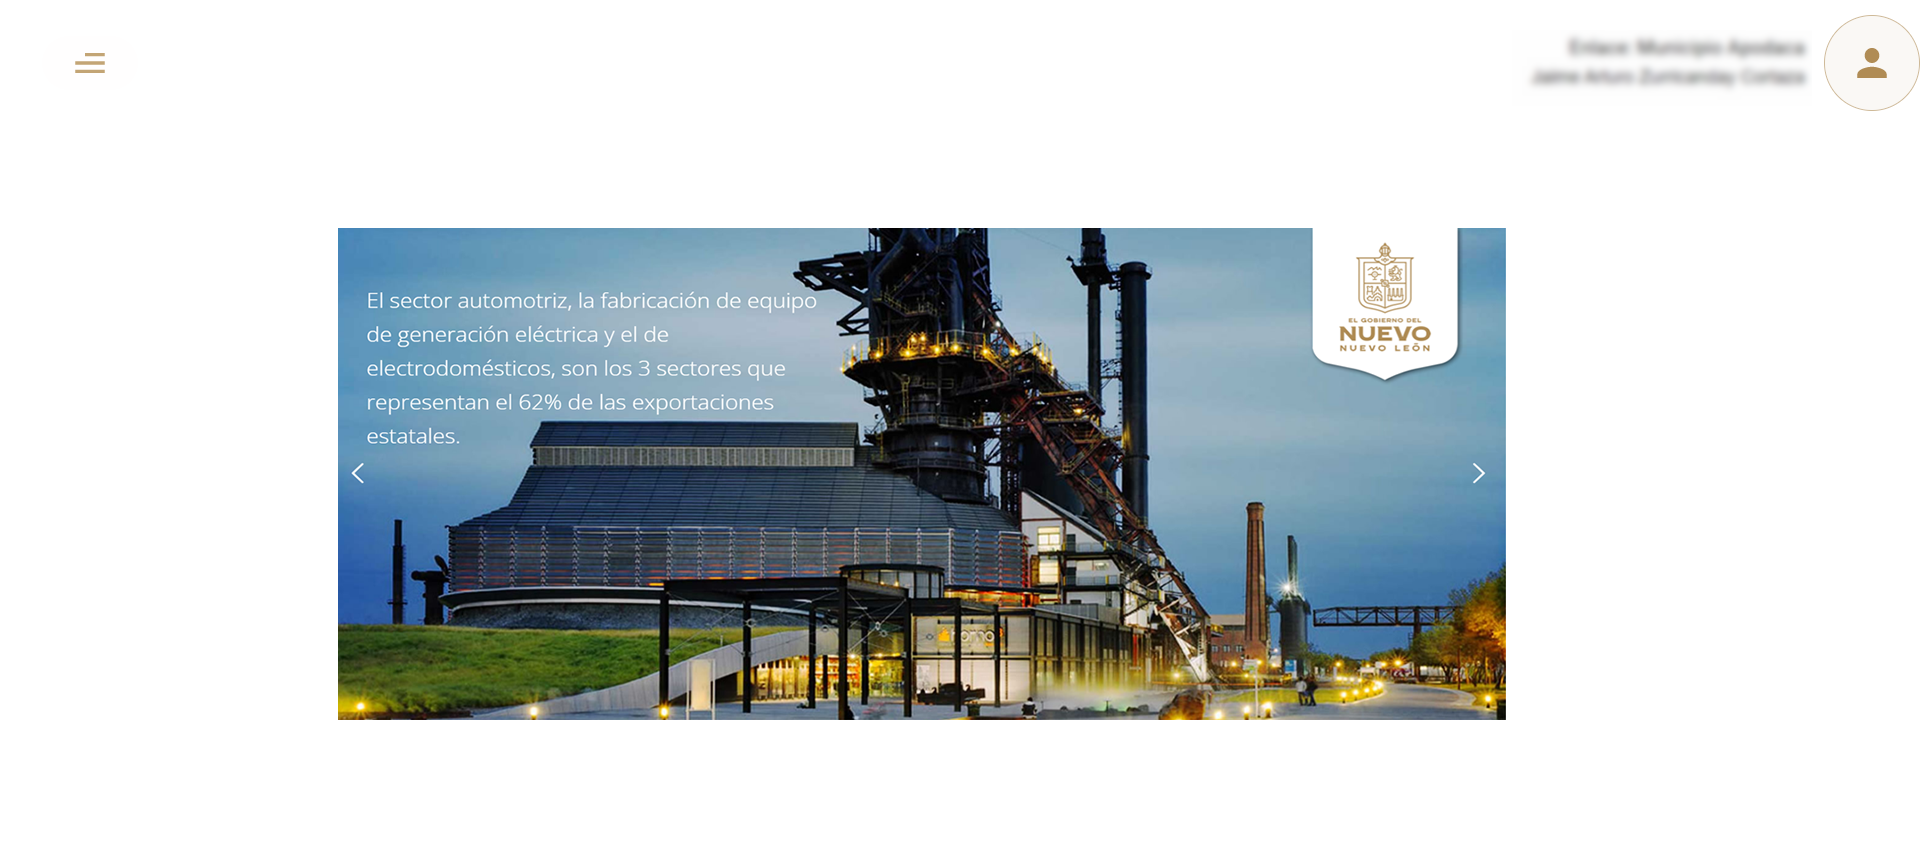 El sector automotriz, la fabricación de equipo
de generación eléctrica y el de
electrodomésticos, son los 3 sectores que
representan el 62% de las exportaciones
estatales.
EL GOBIERNO DEL
NUEVO
NUEVO LEÓN